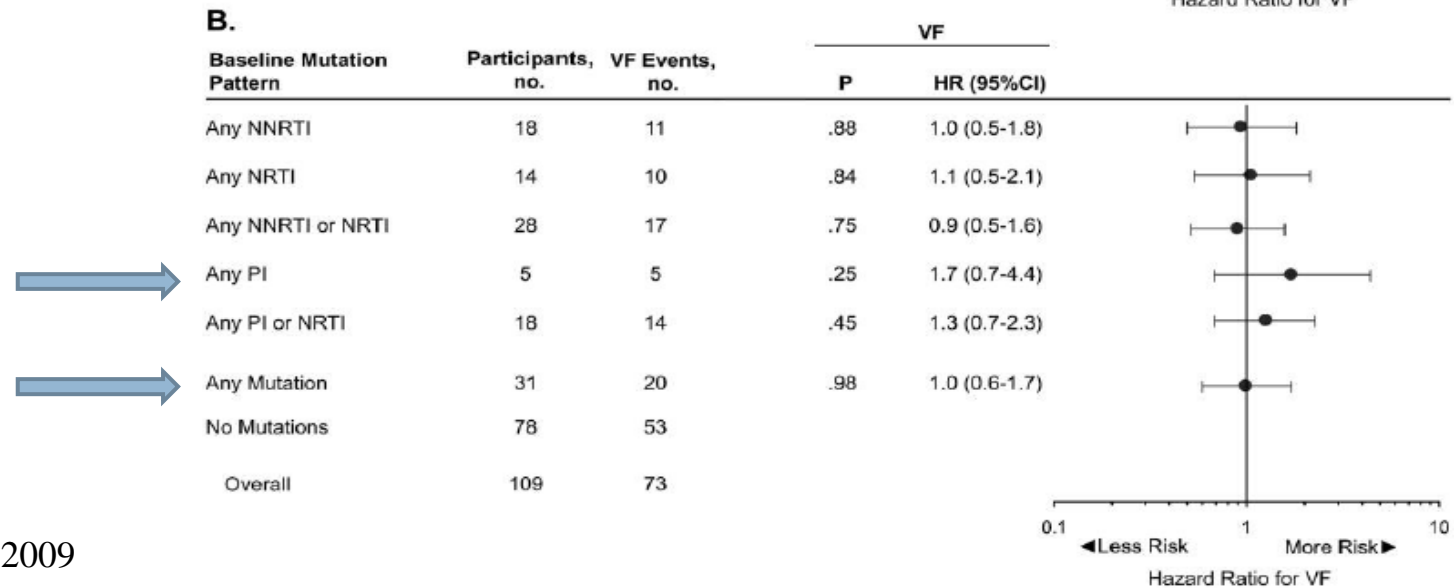 Hazard Ratio for VF
B.
VF
Baseline Mutation Pattern
Participants, no.
VF Events, no.
P
HR (95%CI)
Any NNRTI 18 11 .88 1.0 (0.5-1.8)
Any NRTI 14 10 .84 1.1 (0.5-2.1)
Any NNRTI or NRTI 28 17 .75 0.9 (0.5-1.6)
Any PI 5 5 .25 1.7 (0.7-4.4)
Any PI or NRTI 18 14 .45 1.3 (0.7-2.3)
Any Mutation 31 20 .98 1.0 (0.6-1.7)
No Mutations 78 53
Overall 109 73
0.1 1 10
◄Less Risk More Risk►
Hazard Ratio for VF
2009